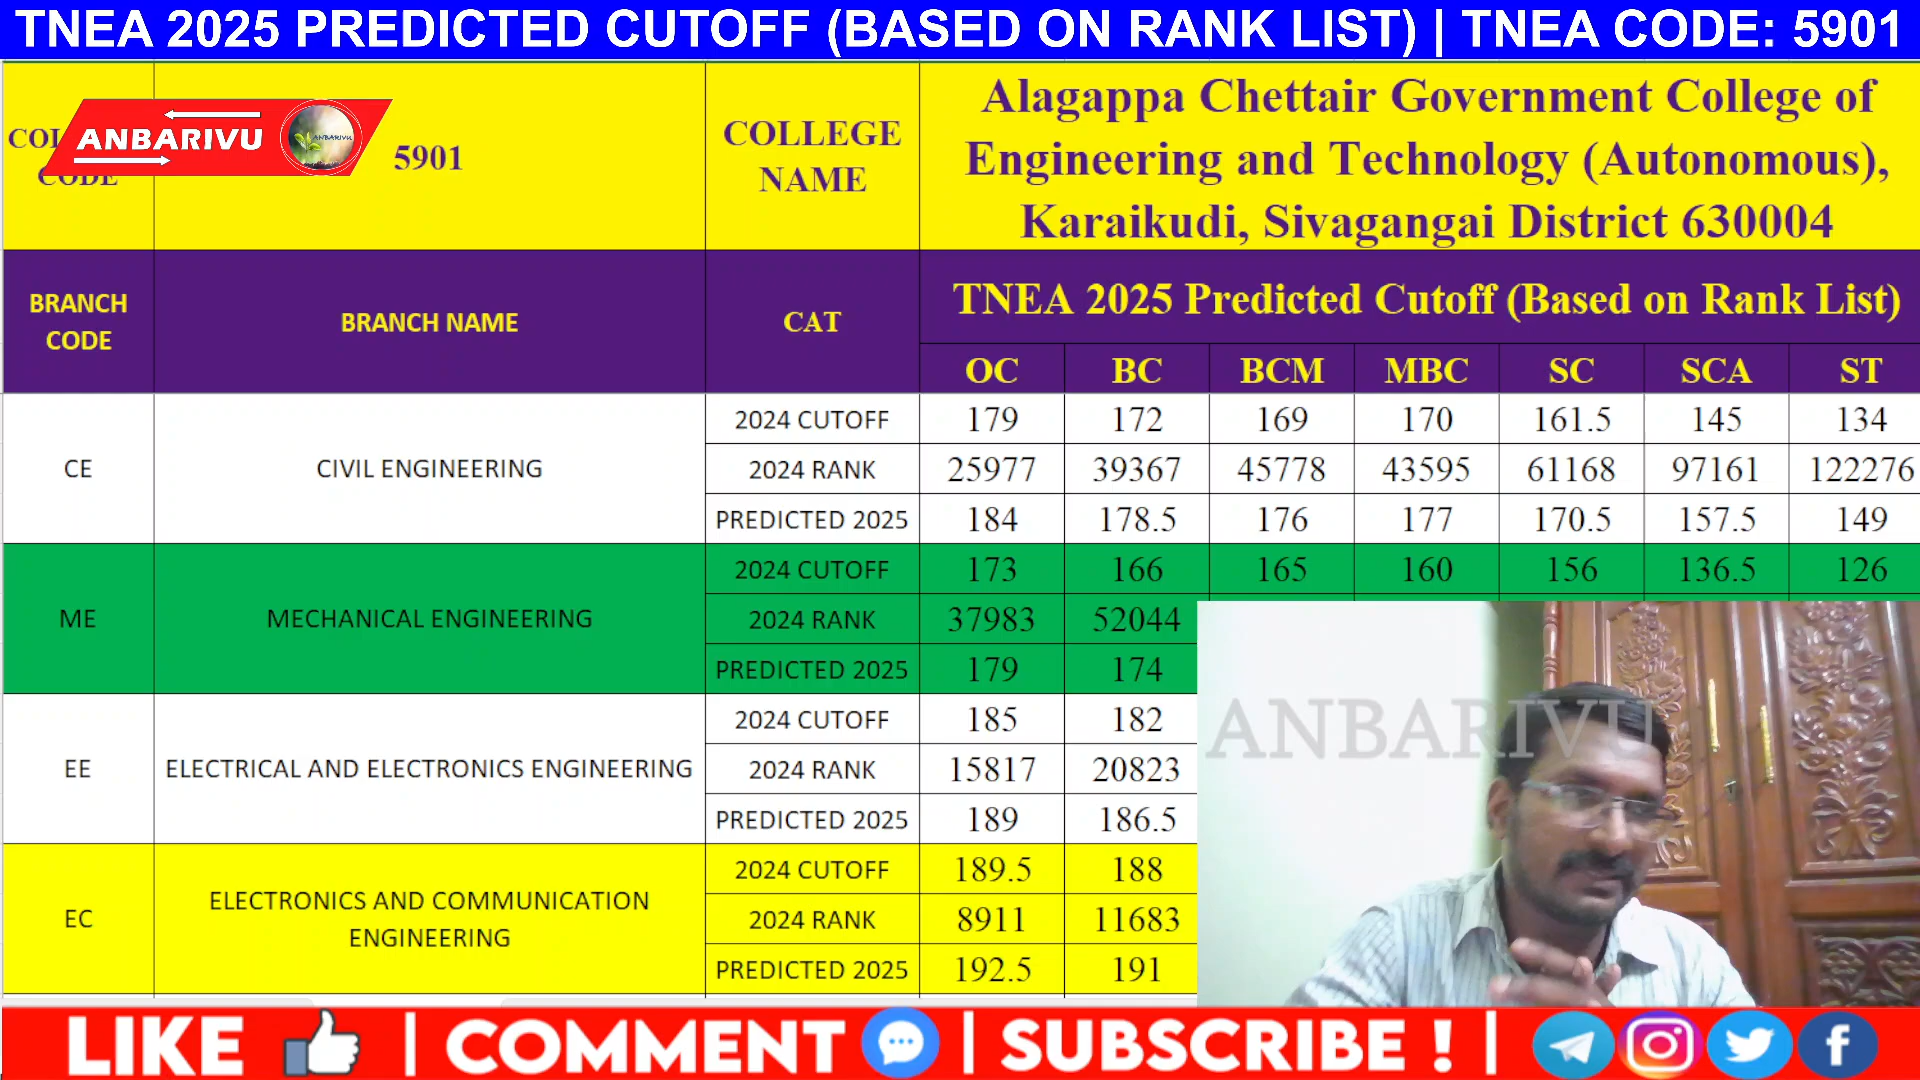 TNEA 2025 PREDICTED CUTOFF (BASED ON RANK LIST) | TNEA CODE: 5901
CODE
ANBARIVU
ANBARIVU
5901
COLLEGE
NAME
Alagappa Chettair Government College of
Engineering and Technology (Autonomous),
Karaikudi, Sivagangai District 630004
BRANCH
CODE
BRANCH NAME
CAT
TNEA 2025 Predicted Cutoff (Based on Rank List)
OC BC BCM MBC SC SCA ST
CE
CIVIL ENGINEERING
2024 CUTOFF 179 172 169 170 161.5 145 134
2024 RANK 25977 39367 45778 43595 61168 97161 122276
PREDICTED 2025 184 178.5 176 177 170.5 157.5 149
ME
MECHANICAL ENGINEERING
2024 CUTOFF 173 166 165 160 156 136.5 126
2024 RANK 37983 52044
PREDICTED 2025 179 174
EE
ELECTRICAL AND ELECTRONICS ENGINEERING
2024 CUTOFF 185 182
2024 RANK 15817 20823
PREDICTED 2025 189 186.5
EC
ELECTRONICS AND COMMUNICATION
ENGINEERING
2024 CUTOFF 189.5 188
2024 RANK 8911 11683
PREDICTED 2025 192.5 191
ANBARIVU
LIKE | COMMENT | SUBSCRIBE ! |